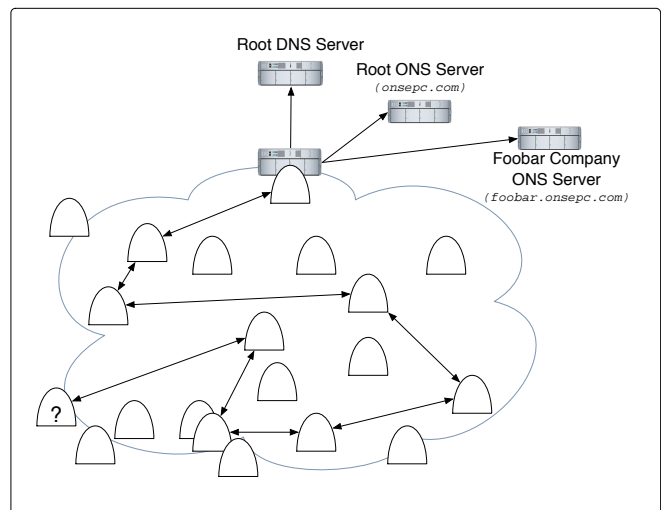 Root DNS Server
Root ONS Server
(onsepc.com)
Foobar Company
ONS Server
(foobar.onsepc.com)
?